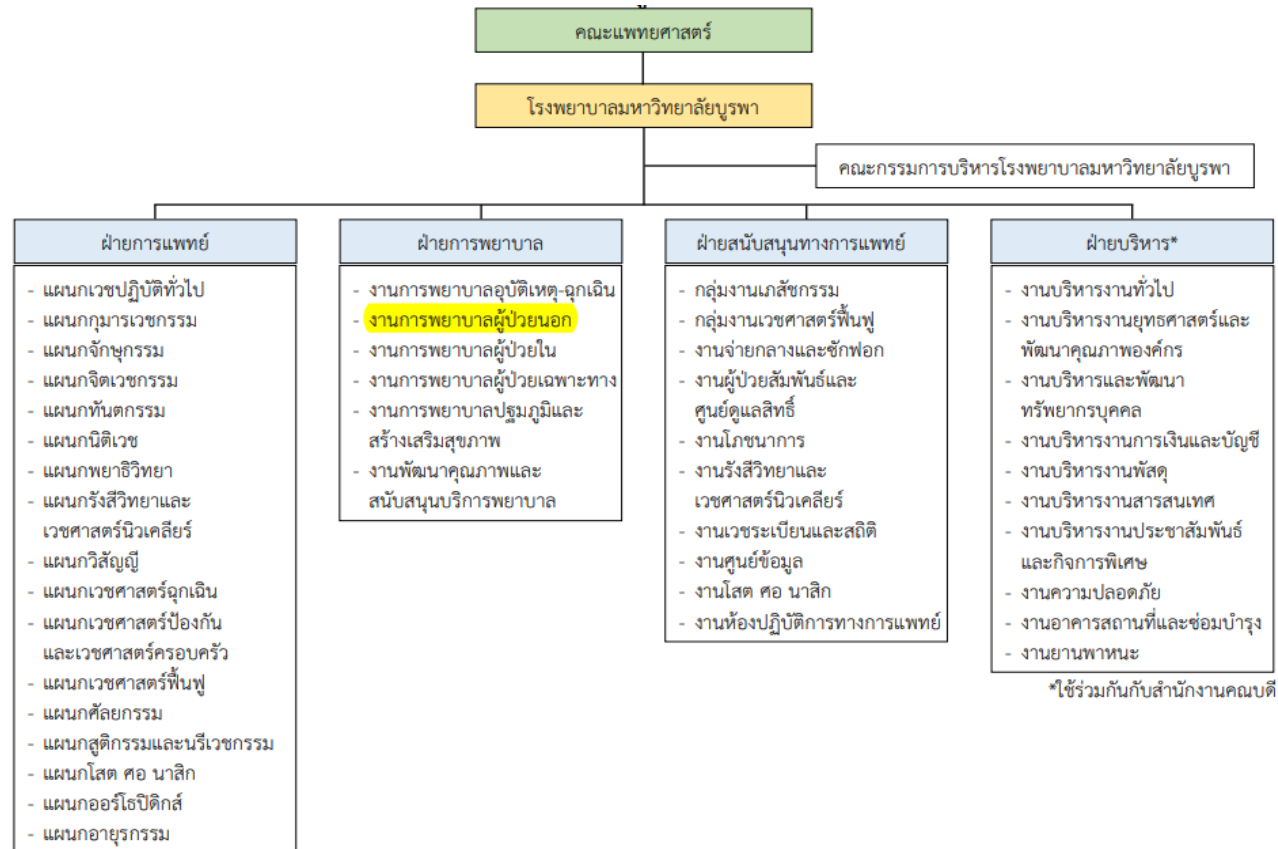 คณะแพทยศาสตร์
โรงพยาบาลมหาวิทยาลัยบูรพา
คณะกรรมการบริหารโรงพยาบาลมหาวิทยาลัยบูรพา
ฝ่ายการแพทย์
- แผนกเวชปฏิบัติทั่วไป
- แผนกกุมารเวชกรรม
- แผนกจักษุกรรม
- แผนกจิตเวชกรรม
- แผนกทันตกรรม
- แผนกนิติเวช
- แผนกพยาธิวิทยา
- แผนกรังสีวิทยาและ
เวชศาสตร์นิวเคลียร์
- แผนกวิสัญญี
- แผนกเวชศาสตร์ฉุกเฉิน
- แผนกเวชศาสตร์ป้องกัน
และเวชศาสตร์ครอบครัว
- แผนกเวชศาสตร์ฟื้นฟู
- แผนกศัลยกรรม
- แผนกสูติกรรมและนรีเวชกรรม
- แผนกโสต ศอ นาสิก
- แผนกออร์โธปิดิกส์
- แผนกอายุรกรรม
ฝ่ายการพยาบาล
- งานการพยาบาลอุบัติเหตุ-ฉุกเฉิน
- งานการพยาบาลผู้ป่วยนอก
- งานการพยาบาลผู้ป่วยใน
- งานการพยาบาลผู้ป่วยเฉพาะทาง
- งานการพยาบาลปฐมภูมิและ
สร้างเสริมสุขภาพ
- งานพัฒนาคุณภาพและ
สนับสนุนบริการพยาบาล
ฝ่ายสนับสนุนทางการแพทย์
- กลุ่มงานเภสัชกรรม
- กลุ่มงานเวชศาสตร์ฟื้นฟู
- งานจ่ายกลางและซักฟอก
- งานผู้ป่วยสัมพันธ์และ
ศูนย์ดูแลสิทธิ์
- งานโภชนาการ
- งานรังสีวิทยาและ
เวชศาสตร์นิวเคลียร์
- งานเวชระเบียนและสถิติ
- งานศูนย์ข้อมูล
- งานโสต ศอ นาสิก
- งานห้องปฏิบัติการทางการแพทย์
ฝ่ายบริหาร*
- งานบริหารงานทั่วไป
- งานบริหารงานยุทธศาสตร์และ
พัฒนาคุณภาพองค์กร
- งานบริหารและพัฒนา
ทรัพยากรบุคคล
- งานบริหารงานการเงินและบัญชี
- งานบริหารงานพัสดุ
- งานบริหารงานสารสนเทศ
- งานบริหารงานประชาสัมพันธ์
และกิจการพิเศษ
- งานความปลอดภัย
- งานอาคารสถานที่และซ่อมบำรุง
- งานยานพาหนะ
*ใช้ร่วมกันกับสำนักงานคณบดี